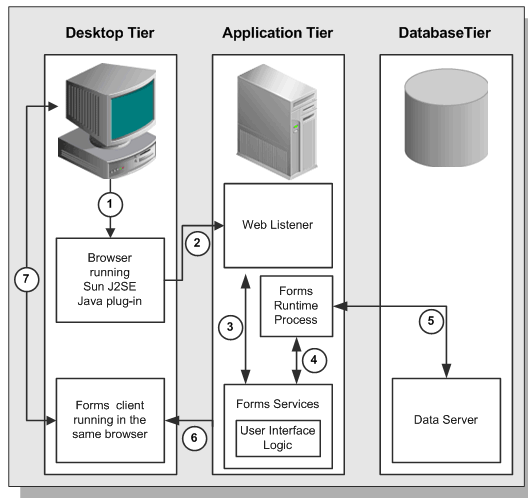 Desktop Tier
Application Tier
DatabaseTier
1
Browser
running
Sun J2SE
Java plug-in
2
Web Listener
7
3
Forms
Runtime
Process
4
5
Forms client
running in the
same browser
6
Forms Services
User Interface
Logic
Data Server